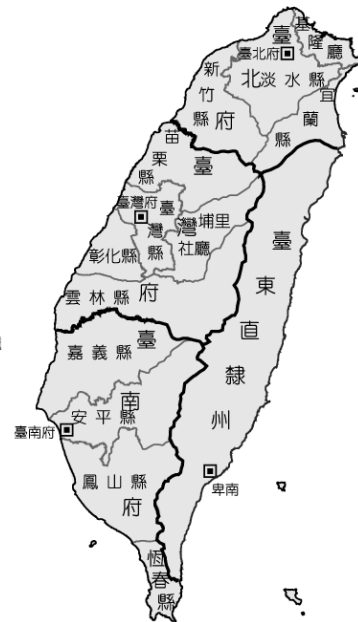 臺北府
基隆廳
臺北府
淡水縣
宜蘭縣
新竹縣
苗栗縣
臺灣府
臺灣府
臺灣縣
埔里社廳
彰化縣
雲林縣
臺東直隸州
嘉義縣
臺南府
安平縣
臺南府
鳳山縣
卑南
恆春縣